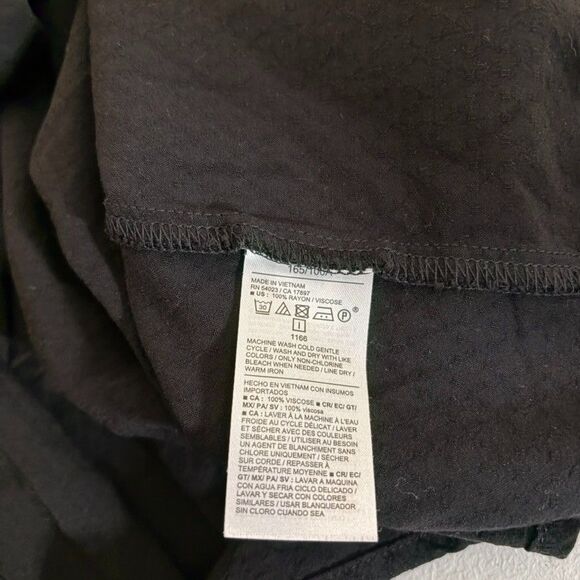 165/100A
MADE IN VIETNAM
RN 54023 / CA 17897
■ US : 100% RAYON / VISCOSE
30 P ®
I
1166
MACHINE WASH COLD GENTLE
CYCLE / WASH AND DRY WITH LIKE
COLORS / ONLY NON-CHLORINE
BLEACH WHEN NEEDED / LINE DRY /
WARM IRON
HECHO EN VIETNAM CON INSUMOS
IMPORTADOS
■ CA : 100% VISCOSE ■ CR/ EC/ GT/
MX/ PA/ SV : 100% viscosa
■ CA : LAVER À LA MACHINE À L'EAU
FROIDE AU CYCLE DÉLICAT / LAVER
ET SÉCHER AVEC DES COULEURS
SEMBLABLES / UTILISER AU BESOIN
UN AGENT DE BLANCHIMENT SANS
CHLORE UNIQUEMENT / SÉCHER
SUR CORDE / REPASSER À
TEMPÉRATURE MOYENNE ■ CR/ EC/
GT/ MX/ PA/ SV : LAVAR A MAQUINA
CON AGUA FRIA CICLO DELICADO /
LAVAR Y SECAR CON COLORES
SIMILARES / USAR BLANQUEADOR
SIN CLORO CUANDO SEA